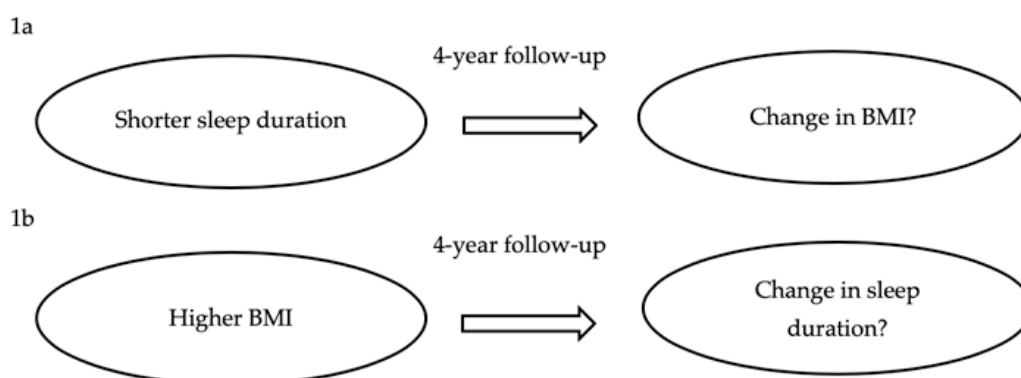 1a
4-year follow-up
Shorter sleep duration
Change in BMI?
1b
4-year follow-up
Higher BMI
Change in sleep
duration?